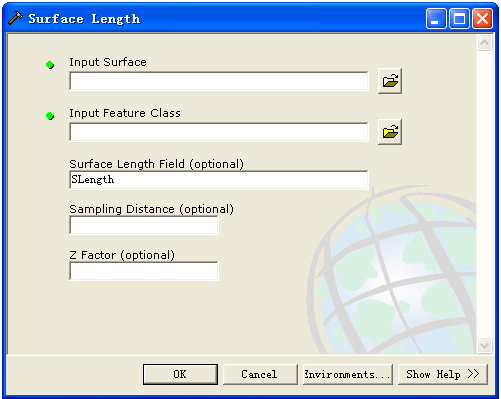 Surface Length
Input Surface
Input Feature Class
Surface Length Field (optional)
SLength
Sampling Distance (optional)
Z Factor (optional)
OK Cancel Environments... Show Help >>